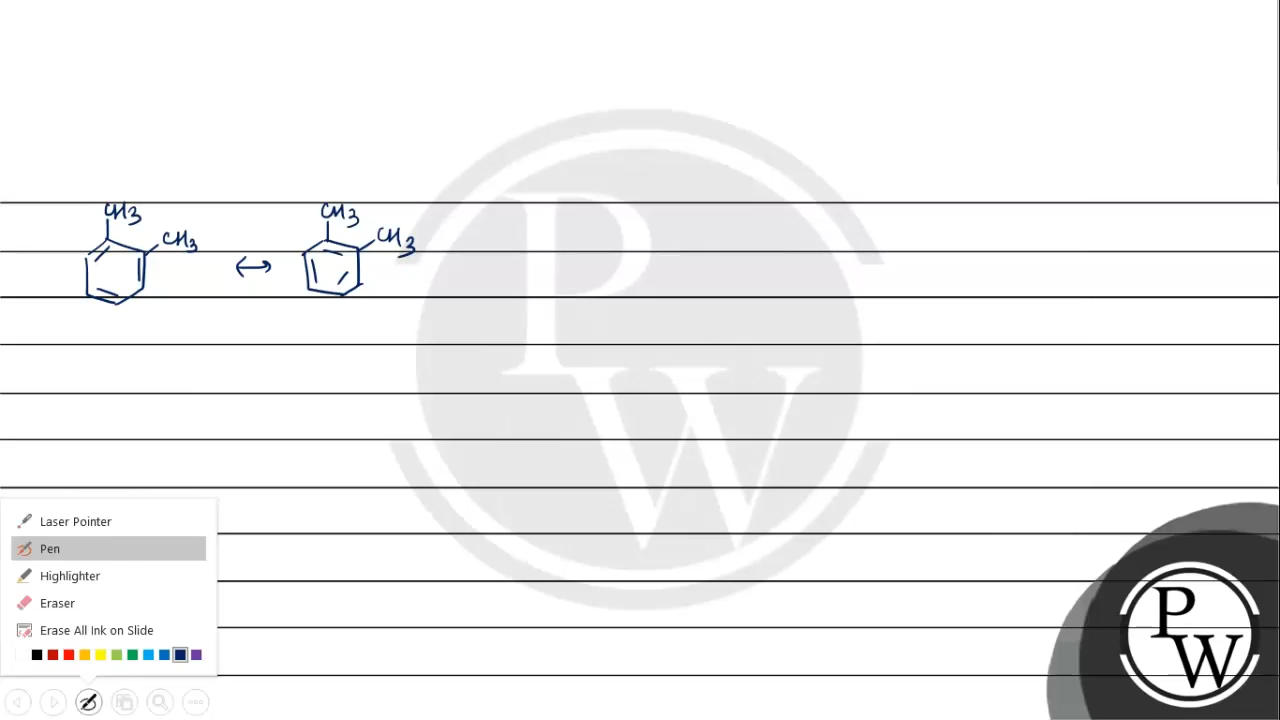 CH3
CH3
CH3
CH3
P
W
Laser Pointer
Pen
Highlighter
Eraser
Erase All Ink on Slide
P
W